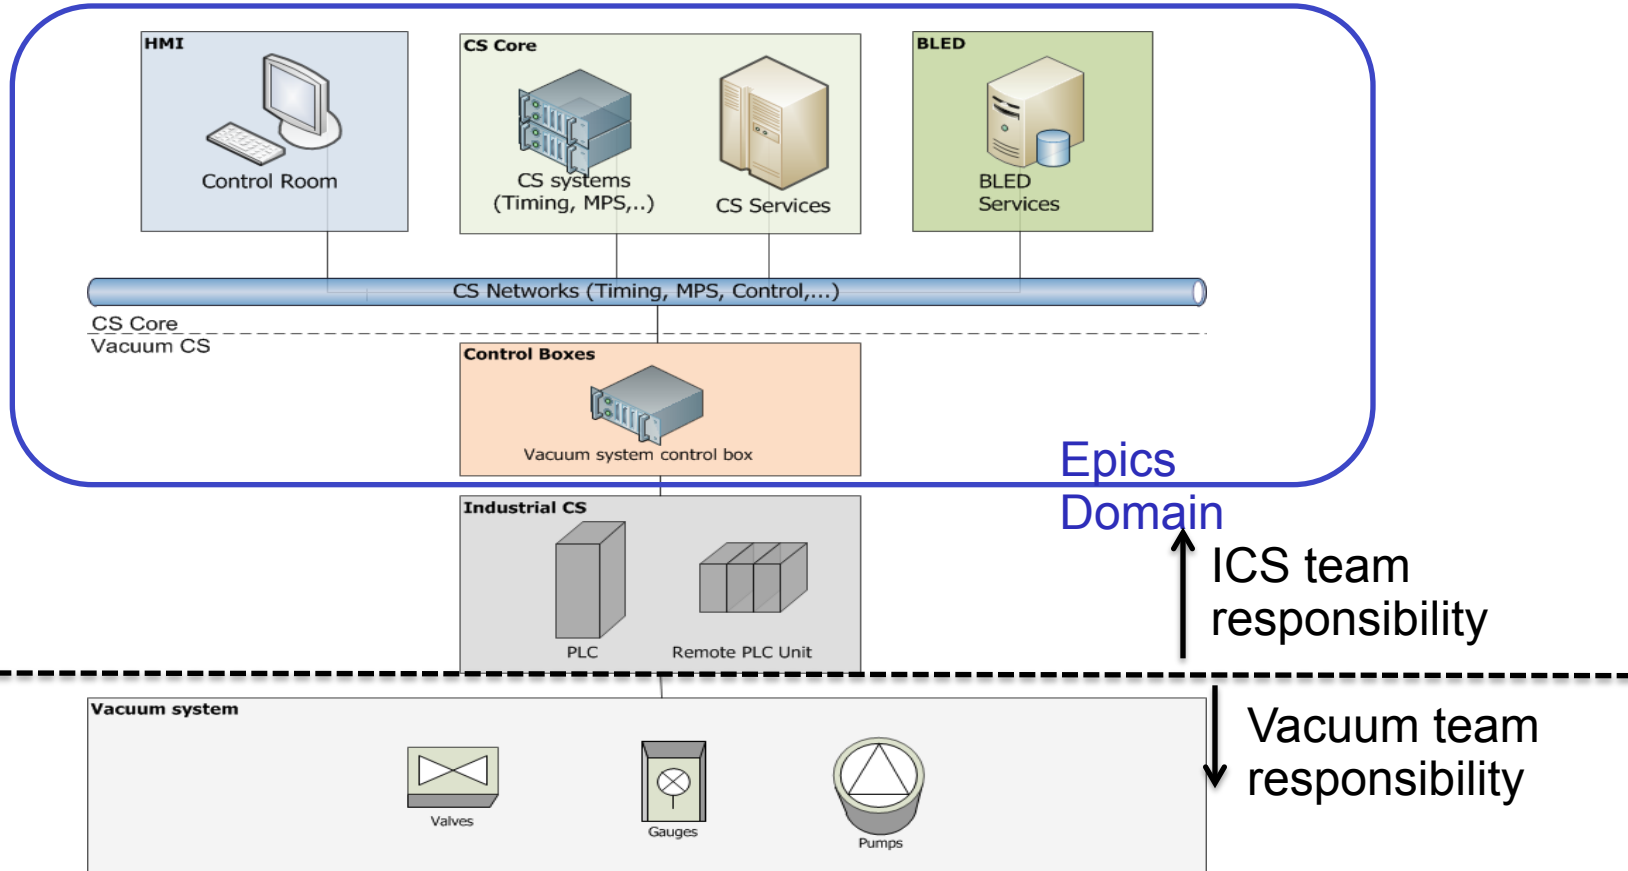 HMI
Control Room
CS Core
CS systems
(Timing, MPS,..)
CS Services
BLED
BLED
Services
CS Networks (Timing, MPS, Control,...)
CS Core
Vacuum CS
Control Boxes
Vacuum system control box
Epics
Domain
Industrial CS
PLC
Remote PLC Unit
ICS team
responsibility
Vacuum system
Valves
Gauges
Pumps
Vacuum team
responsibility